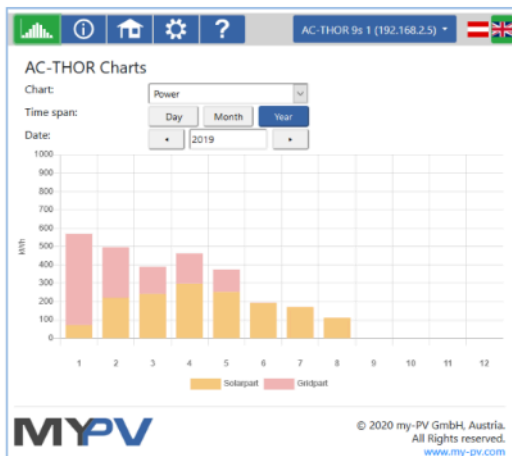 ?
AC-THOR 9s 1 (192.168.2.5)
AC-THOR Charts
Chart: Power
Time span: Day Month Year
Date: 2019
1000
900
800
700
600
500
400
300
200
100
0
kWh
1 2 3 4 5 6 7 8 9 10 11 12
Solarpart Gridpart
MYPV
© 2020 my-PV GmbH, Austria.
All Rights reserved.
www.my-pv.com